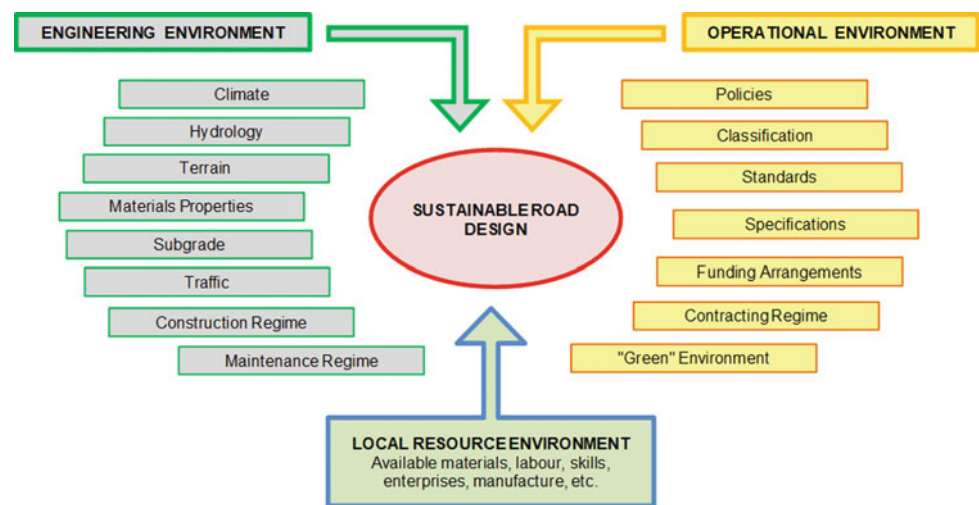 ENGINEERING ENVIRONMENT
OPERATIONAL ENVIRONMENT
Climate
Hydrology
Terrain
Materials Properties
Subgrade
Traffic
Construction Regime
Maintenance Regime
SUSTAINABLE ROAD
DESIGN
Policies
Classification
Standards
Specifications
Funding Arrangements
Contracting Regime
"Green" Environment
LOCAL RESOURCE ENVIRONMENT
Available materials, labour, skills,
enterprises, manufacture, etc.